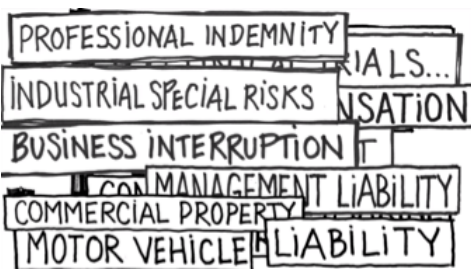 PROFESSIONAL INDEMNITY
IALS...
INDUSTRIAL SPECIAL RISKS
NSATION
BUSINESS INTERRUPTION
T
MANAGEMENT LIABILITY
COMMERCIAL PROPERTY
MOTOR VEHICLE
LIABILITY